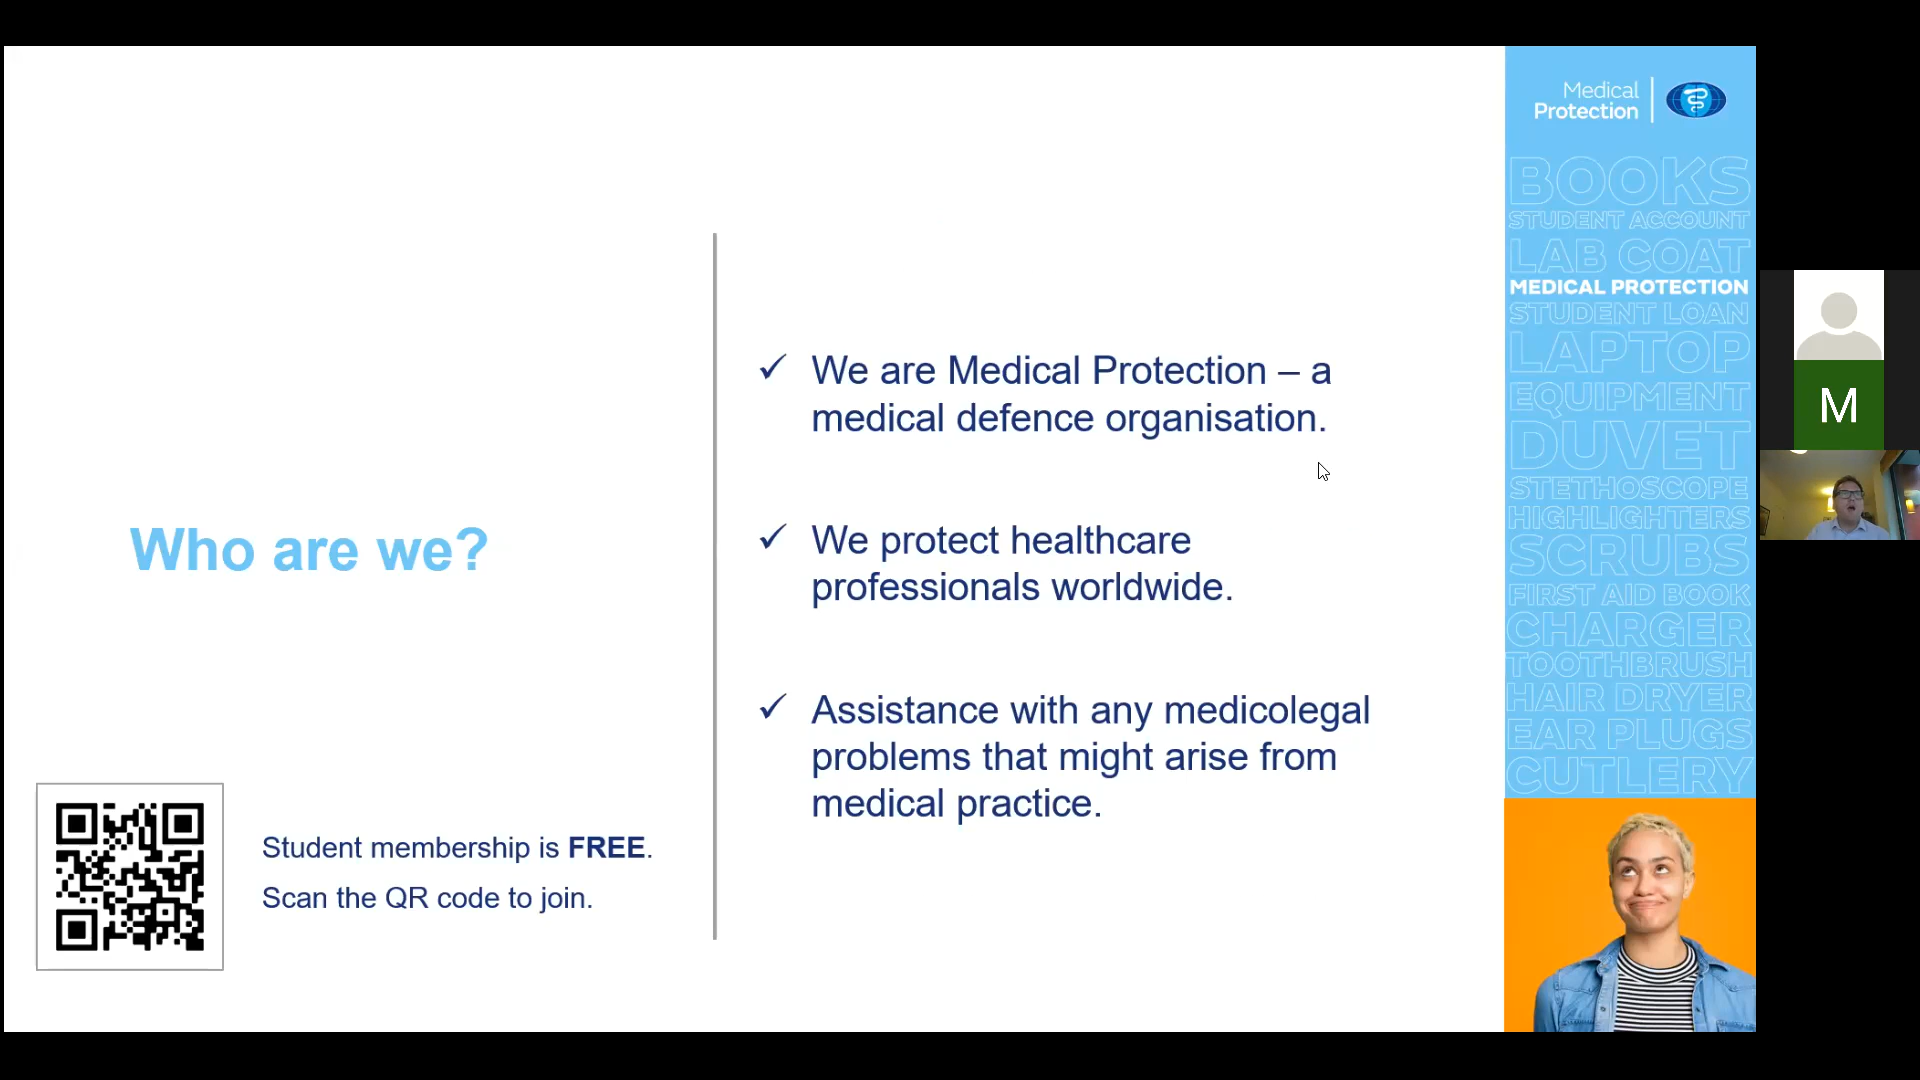 Who are we?
Student membership is FREE.
Scan the QR code to join.
✓ We are Medical Protection – a
medical defence organisation.
✓ We protect healthcare
professionals worldwide.
✓ Assistance with any medicolegal
problems that might arise from
medical practice.
Medical
Protection
BOOKS
STUDENT ACCOUNT
LAB COAT
MEDICAL PROTECTION
STUDENT LOAN
LAPTOP
EQUIPMENT
DUVET
STETHOSCOPE
HIGHLIGHTERS
SCRUBS
FIRST AID BOOK
CHARGER
TOOTHBRUSH
HAIR DRYER
EAR PLUGS
CUTLERY
M